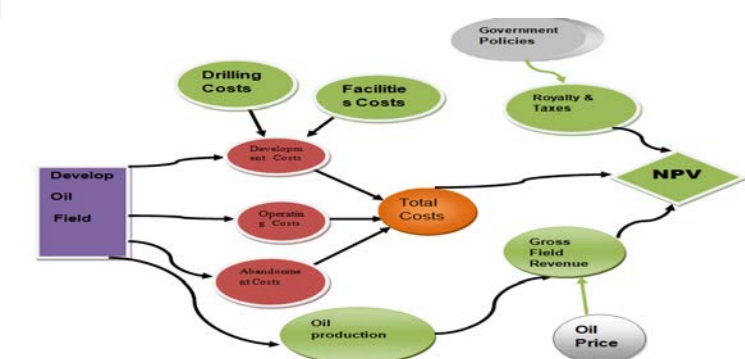 Government
Policies
Drilling
Costs
Facilitie
s Costs
Royalty &
Taxes
Developm
ent Costs
Develop
Oil
Field
NPV
Total
Costs
Operatin
g Costs
Gross
Field
Revenue
Abandonme
nt Costs
Oil
production
Oil
Price